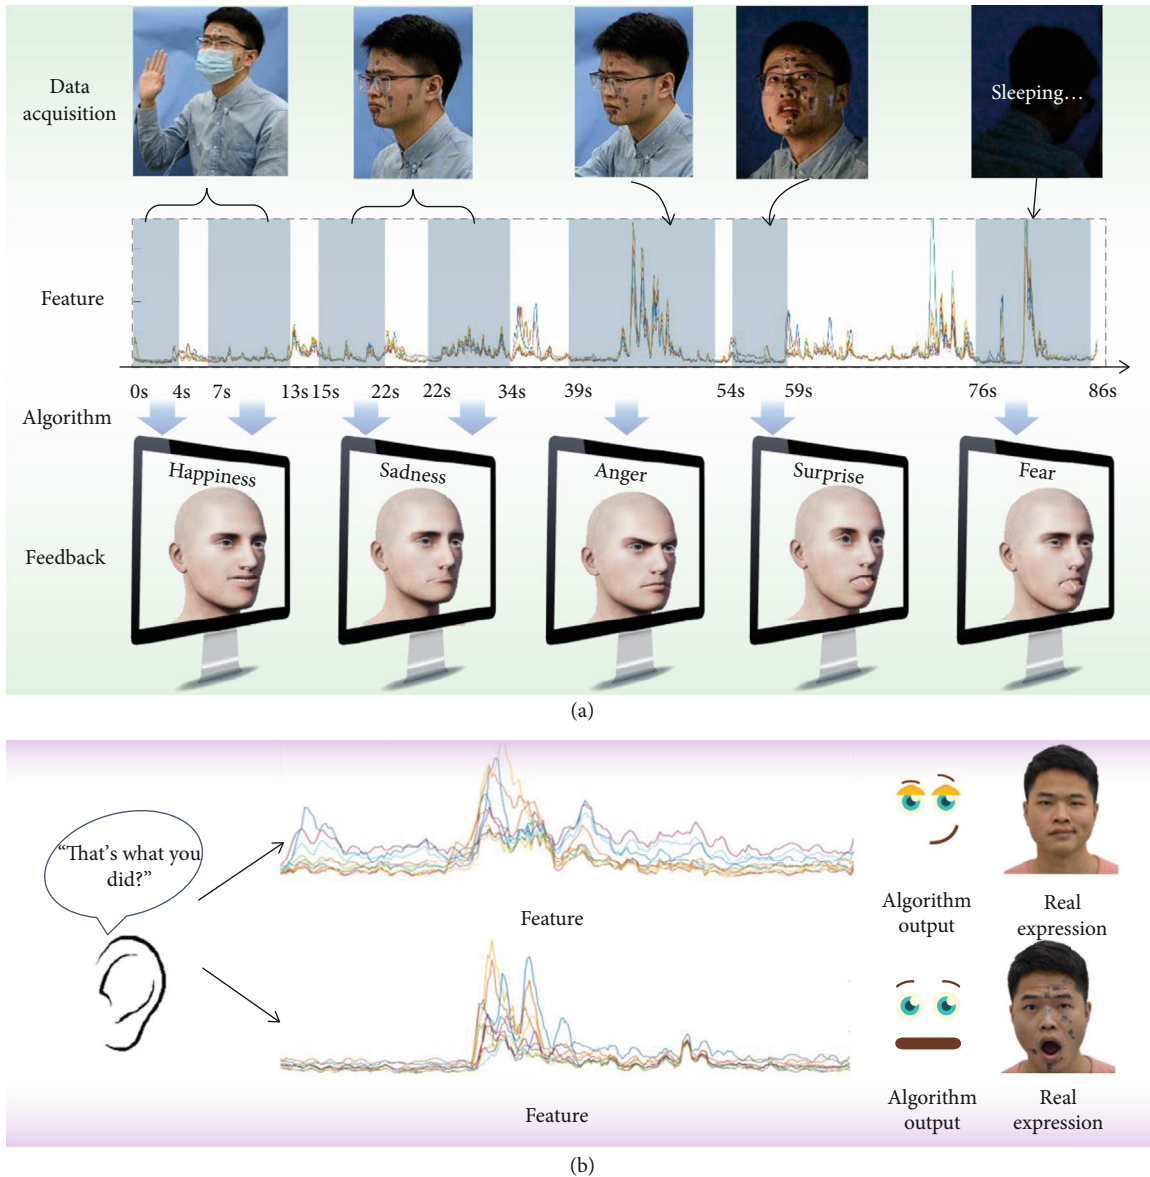 Data
acquisition
Sleeping…
Feature
0s 4s 7s 13s 15s 22s 22s 34s 39s 54s 59s 76s 86s
Algorithm
Happiness
Sadness
Anger
Surprise
Fear
Feedback
(a)
“That’s what you
did?”
Feature
Algorithm
output
Real
expression
Feature
Algorithm
output
Real
expression
(b)